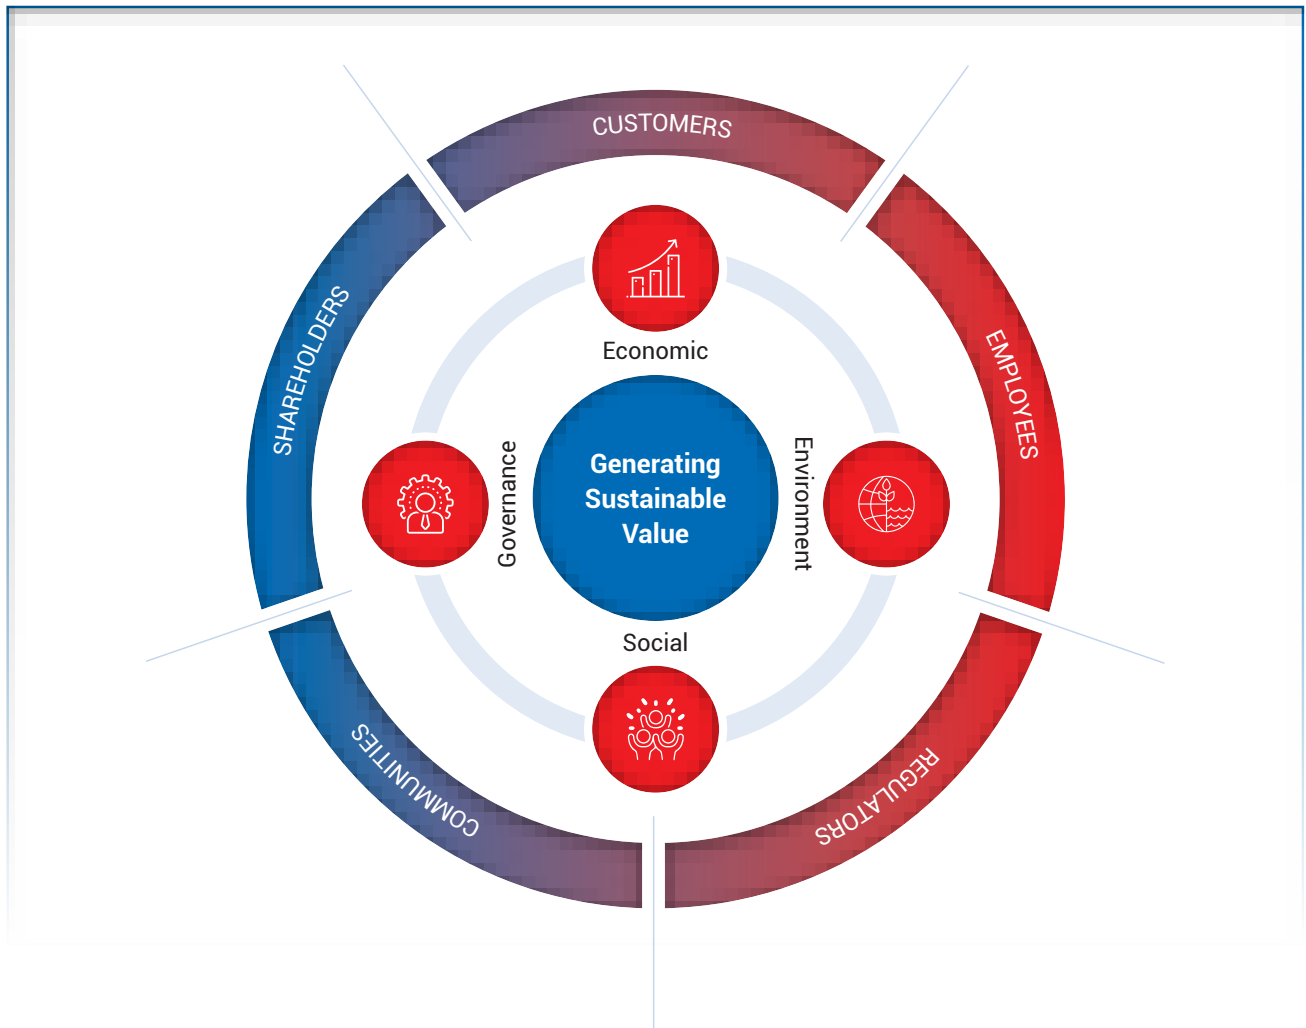 CUSTOMERS
SHAREHOLDERS
EMPLOYEES
Economic
Governance
Generating
Sustainable
Value
Environment
Social
COMMUNITIES
REGULATORS